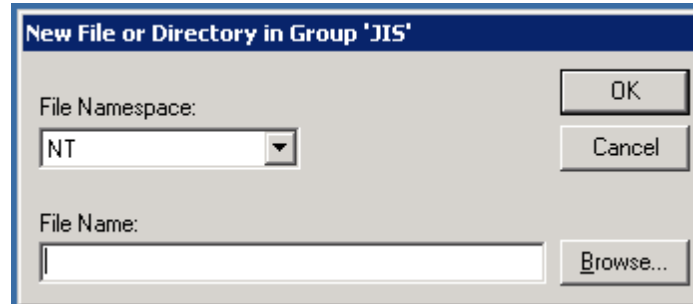 New File or Directory in Group 'JIS'
OK
File Namespace:
NT
Cancel
File Name:
Browse...